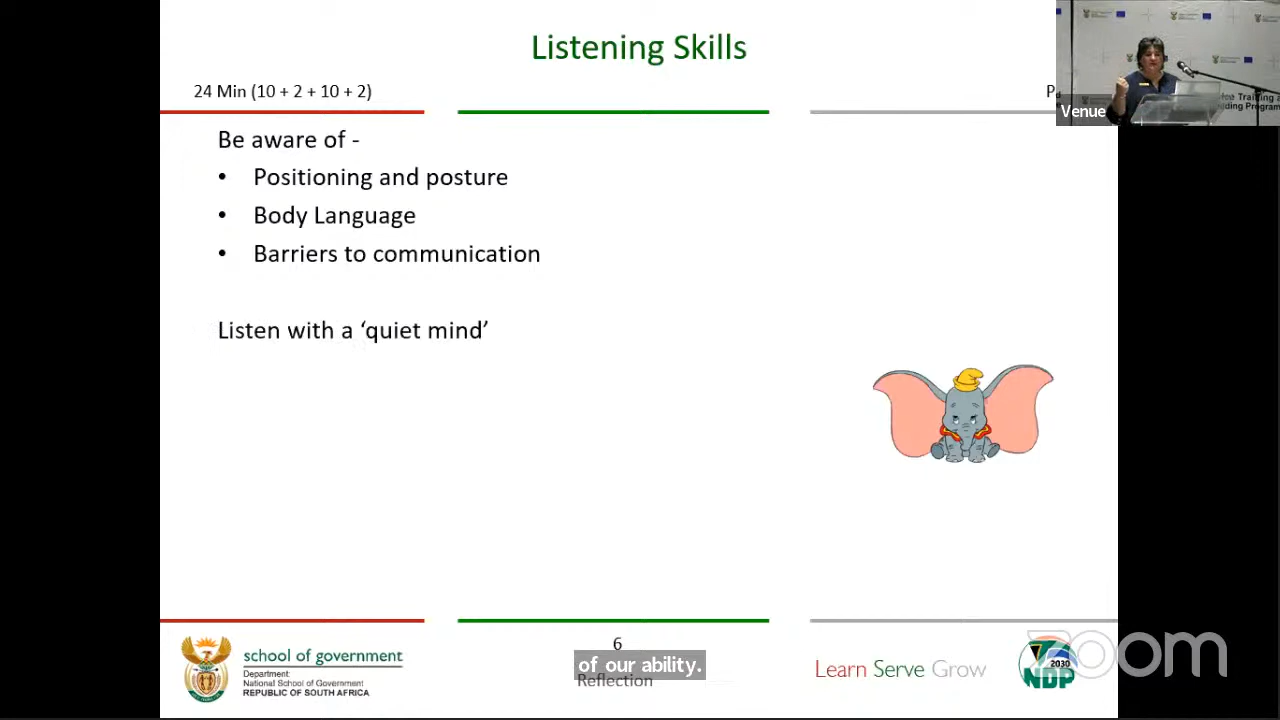 Listening Skills
24 Min (10 + 2 + 10 + 2)
Venue
Be aware of -
• Positioning and posture
• Body Language
• Barriers to communication
Listen with a ‘quiet mind’
6
of our ability.
Reflection
school of government
Department:
National School of Government
REPUBLIC OF SOUTH AFRICA
Learn Serve Grow
2030
NDP
zoom